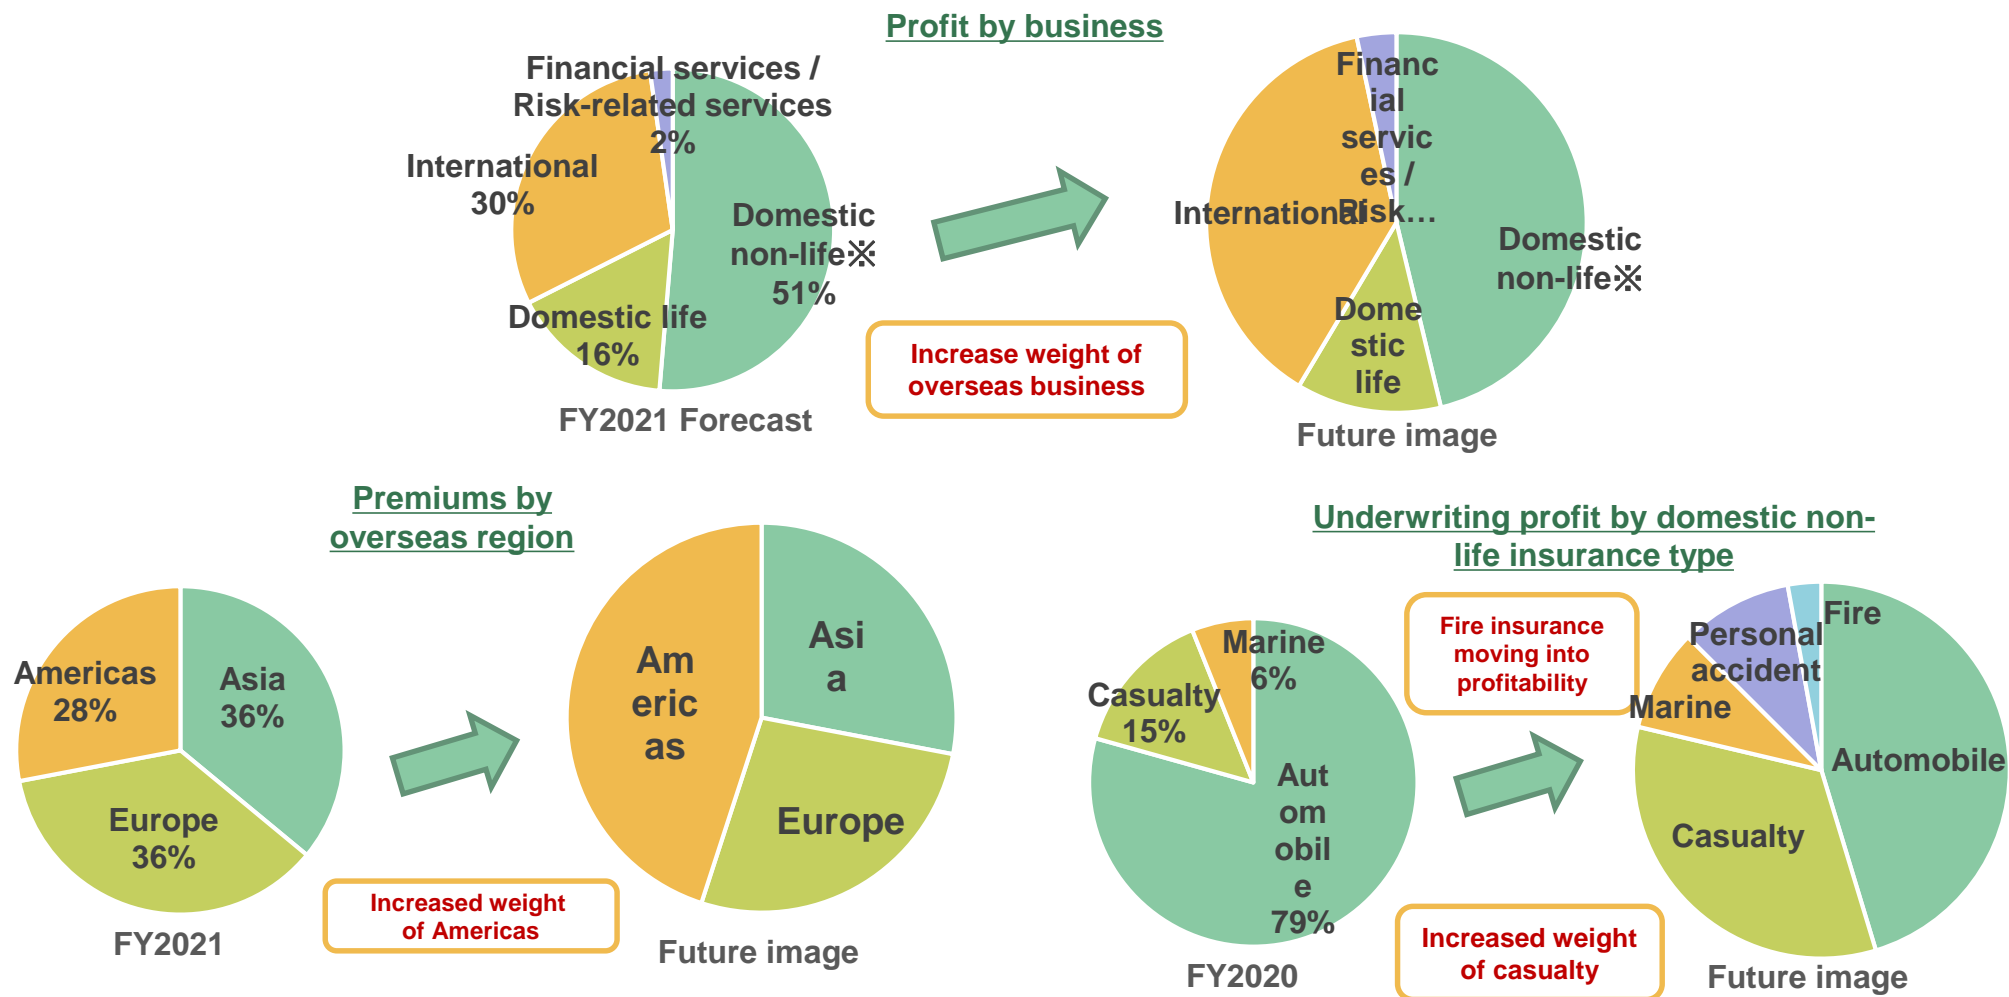 Profit by business
Financial services /
Risk-related services
2%
International
30%
Domestic
non-life※
51%
Domestic life
16%
FY2021 Forecast
Increase weight of
overseas business
Financ
ial
servic
es /
Risk…
International
Domestic
non-life※
Dome
stic
life
Future image
Premiums by
overseas region
Americas
28%
Asia
36%
Europe
36%
FY2021
Increased weight
of Americas
Am
eric
as
Asi
a
Europe
Future image
Underwriting profit by domestic non-
life insurance type
Marine
6%
Casualty
15%
Aut
om
obil
e
79%
FY2020
Fire insurance
moving into
profitability
Increased weight
of casualty
Fire
Personal
accident
Marine
Automobile
Casualty
Future image